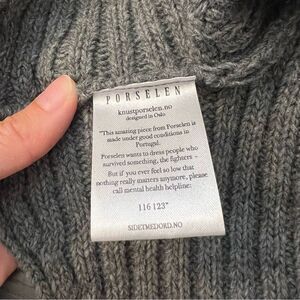 PORSELEN
knustporselen.no
designed in Oslo
"This amazing piece from Porselen is
made under good conditions in
Portugal.
Porselen wants to dress people who
survived something, the fighters -
But if you ever feel so low that
nothing really matters anymore, please
call mental health helpline:
116 123"
SIDETMEDORD.NO